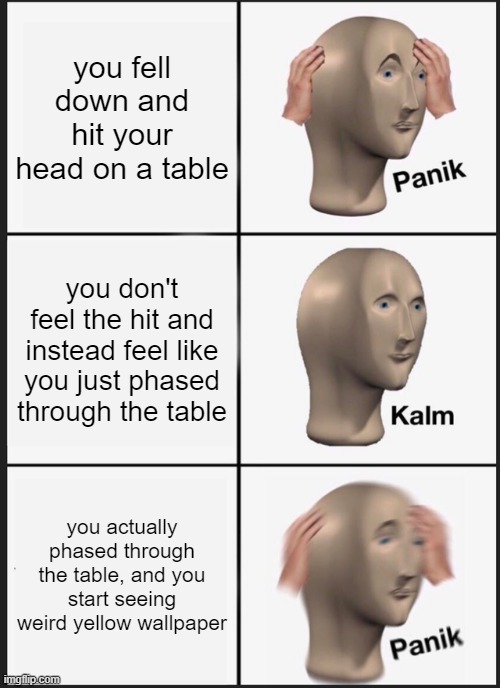 you fell
down and
hit your
head on a table
Panik
you don't
feel the hit and
instead feel like
you just phased
through the table
Kalm
you actually
phased through
the table, and you
start seeing
weird yellow wallpaper
Panik
imgflip.com